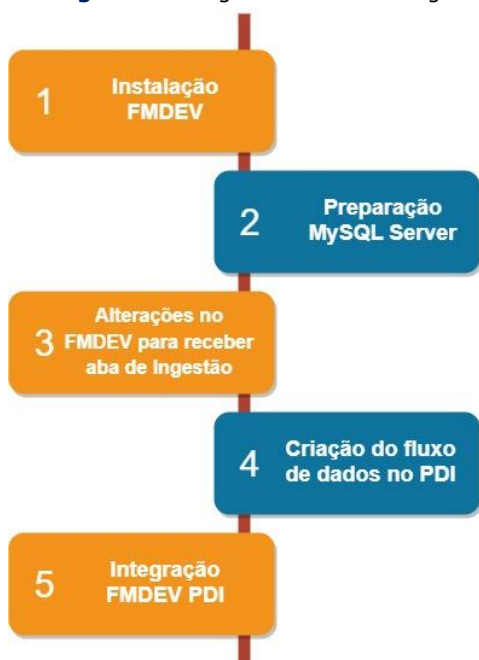 1
Instalação
FMDEV
2
Preparação
MySQL Server
3
Alterações no
FMDEV para receber
aba de Ingestão
4
Criação do fluxo
de dados no PDI
5
Integração
FMDEV PDI